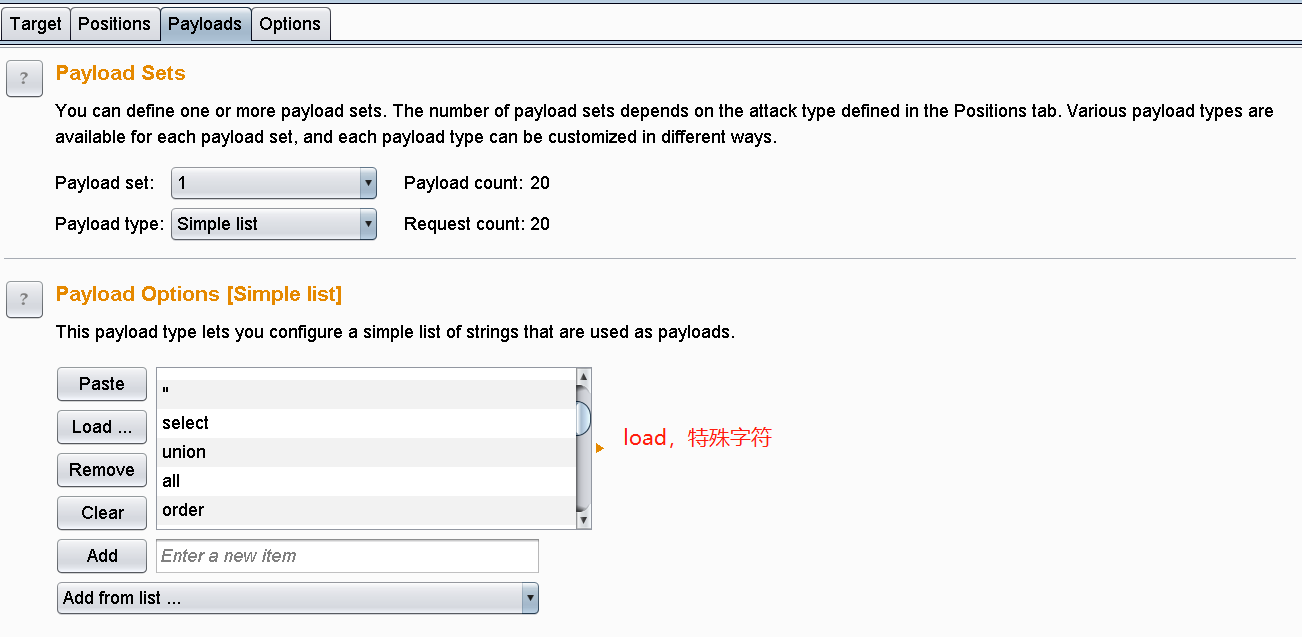 Target Positions Payloads Options
? Payload Sets
You can define one or more payload sets. The number of payload sets depends on the attack type defined in the Positions tab. Various payload types are
available for each payload set, and each payload type can be customized in different ways.
Payload set: 1 Payload count: 20
Payload type: Simple list Request count: 20
? Payload Options [Simple list]
This payload type lets you configure a simple list of strings that are used as payloads.
Paste "
Load ... select
union
load，特殊字符
Remove all
Clear order
Add Enter a new item
Add from list ...